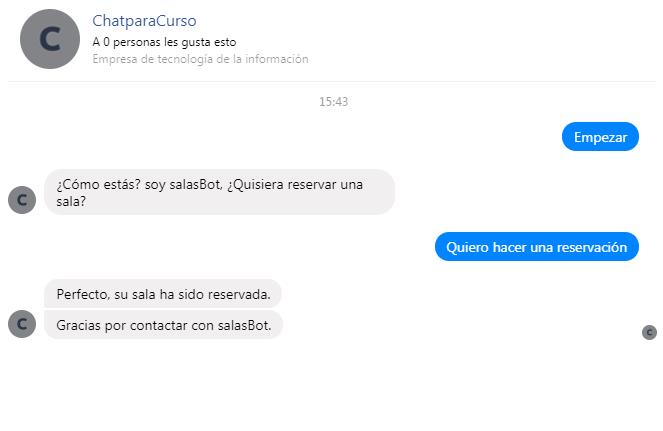 C
ChatparaCurso
A 0 personas les gusta esto
Empresa de tecnología de la información
15:43
Empezar
¿Cómo estás? soy salasBot, ¿Quisiera reservar una
sala?
C
Quiero hacer una reservación
Perfecto, su sala ha sido reservada.
Gracias por contactar con salasBot.
C
C